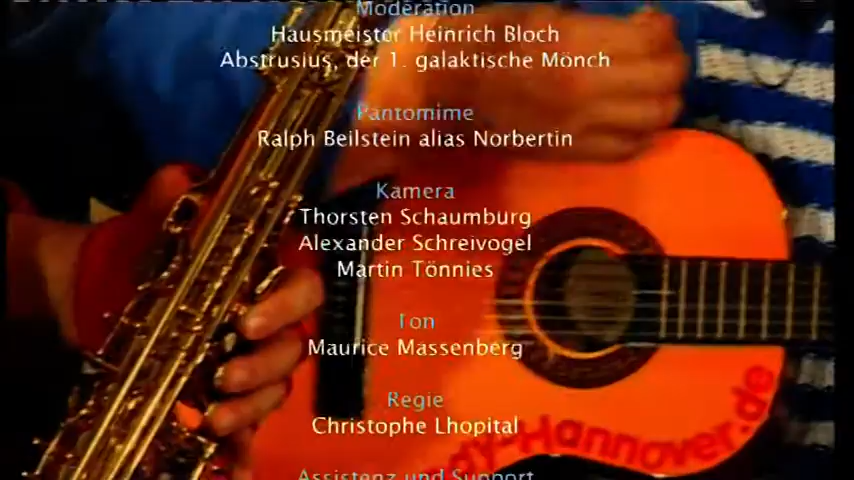 Moderation
Hausmeister Heinrich Bloch
Abstrusius, der 1. galaktische Mönch
Pantomime
Ralph Beilstein alias Norbertin
Kamera
Thorsten Schaumburg
Alexander Schreivogel
Martin Tönnies
Ton
Maurice Massenberg
Regie
Christophe Lhopital
Assistenz und Support
dy-Hannover.de